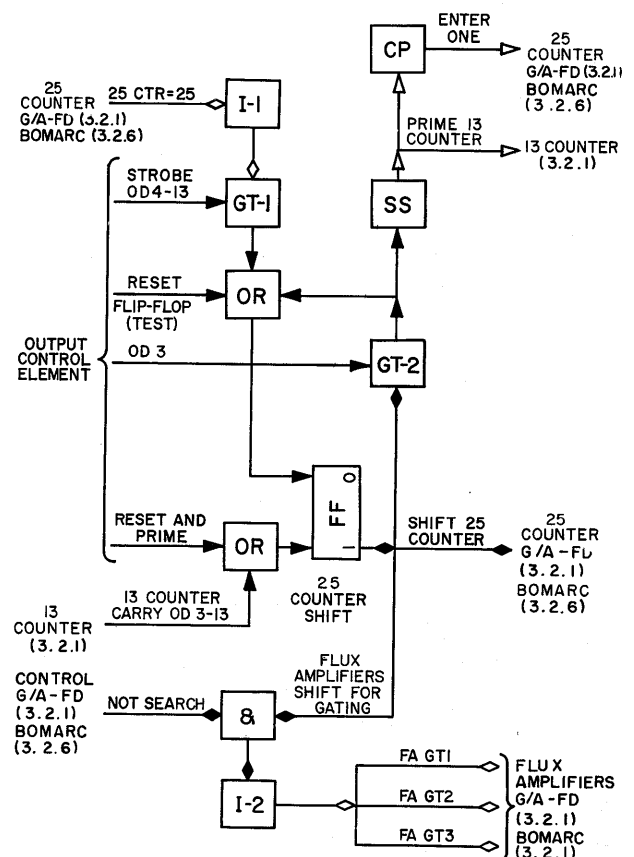 ENTER
ONE
CP
25
COUNTER
G/A-FD (3.2.1)
BOMARC
(3.2.6)
25
COUNTER
G/A-FD (3.2.1)
BOMARC
(3.2.6)
25 CTR=25
I-1
PRIME 13
COUNTER
13 COUNTER
(3.2.1)
STROBE
OD4-13
GT-1
SS
RESET
FLIP-FLOP
(TEST)
OR
OUTPUT
CONTROL
ELEMENT
OD 3
GT-2
FF
0
1
RESET AND
PRIME
OR
SHIFT 25
COUNTER
25
COUNTER
G/A-FD
(3.2.1)
BOMARC
(3.2.6)
25
COUNTER
SHIFT
13
COUNTER
(3.2.1)
13 COUNTER
CARRY OD 3-13
FLUX
AMPLIFIERS
SHIFT FOR
GATING
CONTROL
G/A-FD
(3.2.1)
BOMARC
(3.2.6)
NOT SEARCH
&
I-2
FA GT1
FA GT2
FA GT3
FLUX
AMPLIFIERS
G/A-FD
(3.2.1)
BOMARC
(3.2.1)